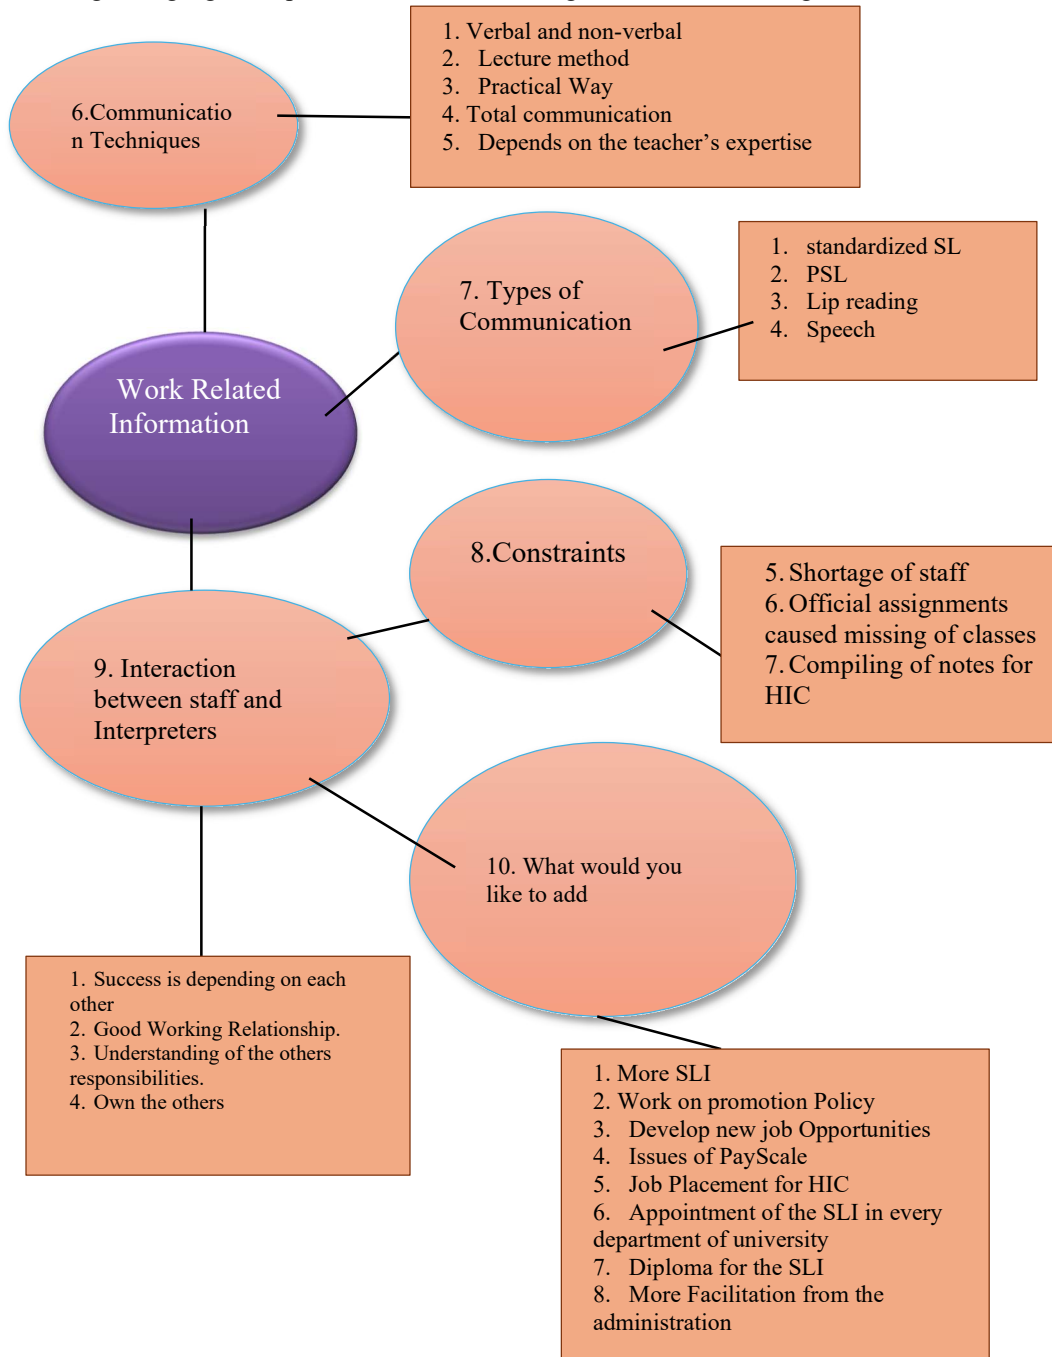 6.Communicatio
n Techniques
1. Verbal and non-verbal
2. Lecture method
3. Practical Way
4. Total communication
5. Depends on the teacher's expertise
7. Types of
Communication
1. standardized SL
2. PSL
3. Lip reading
4. Speech
Work Related
Information
8.Constraints
5. Shortage of staff
6. Official assignments
caused missing of classes
7. Compiling of notes for
HIC
9. Interaction
between staff and
Interpreters
10. What would you
like to add
1. Success is depending on each
other
2. Good Working Relationship.
3. Understanding of the others
responsibilities.
4. Own the others
1. More SLI
2. Work on promotion Policy
3. Develop new job Opportunities
4. Issues of PayScale
5. Job Placement for HIC
6. Appointment of the SLI in every
department of university
7. Diploma for the SLI
8. More Facilitation from the
administration